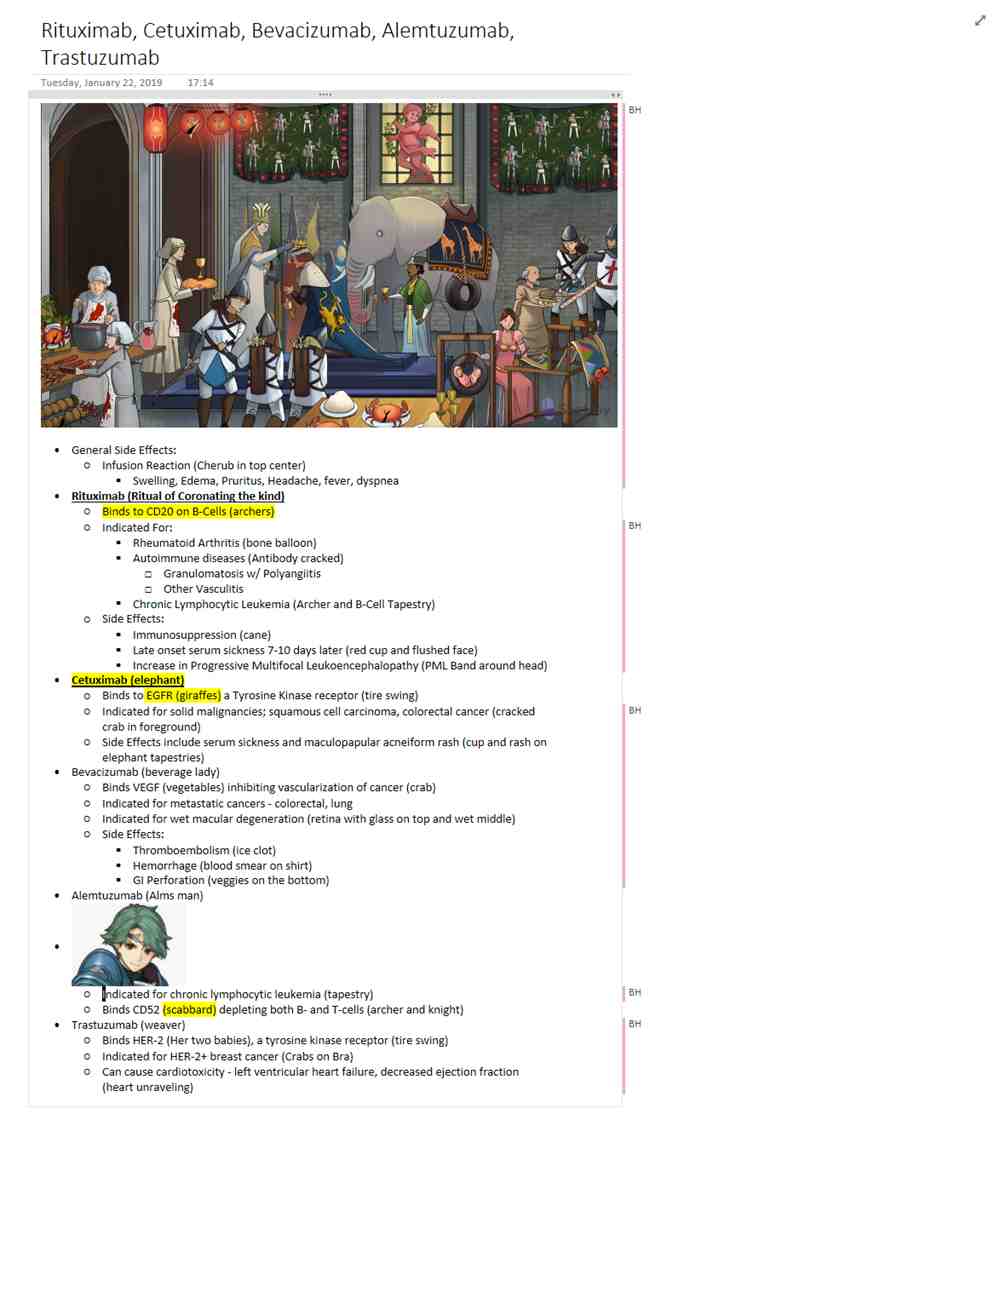 Rituximab, Cetuximab, Bevacizumab, Alemtuzumab,
Trastuzumab
Tuesday, January 22, 2019 17:14
BH
• General Side Effects:
o Infusion Reaction (Cherub in top center)
▪ Swelling, Edema, Pruritus, Headache, fever, dyspnea
• Rituximab (Ritual of Coronating the kind)
o Binds to CD20 on B-Cells (archers)
o Indicated For:
BH
▪ Rheumatoid Arthritis (bone balloon)
▪ Autoimmune diseases (Antibody cracked)
□ Granulomatosis w/ Polyangiitis
□ Other Vasculitis
▪ Chronic Lymphocytic Leukemia (Archer and B-Cell Tapestry)
o Side Effects:
▪ Immunosuppression (cane)
▪ Late onset serum sickness 7-10 days later (red cup and flushed face)
▪ Increase in Progressive Multifocal Leukoencephalopathy (PML Band around head)
• Cetuximab (elephant)
o Binds to EGFR (giraffes) a Tyrosine Kinase receptor (tire swing)
o Indicated for solid malignancies; squamous cell carcinoma, colorectal cancer (cracked
BH
crab in foreground)
o Side Effects include serum sickness and maculopapular acneiform rash (cup and rash on
elephant tapestries)
• Bevacizumab (beverage lady)
o Binds VEGF (vegetables) inhibiting vascularization of cancer (crab)
o Indicated for metastatic cancers - colorectal, lung
o Indicated for wet macular degeneration (retina with glass on top and wet middle)
o Side Effects:
▪ Thromboembolism (ice clot)
▪ Hemorrhage (blood smear on shirt)
▪ GI Perforation (veggies on the bottom)
• Alemtuzumab (Alms man)
•
o Indicated for chronic lymphocytic leukemia (tapestry)
BH
o Binds CD52 (scabbard) depleting both B- and T-cells (archer and knight)
• Trastuzumab (weaver)
BH
o Binds HER-2 (Her two babies), a tyrosine kinase receptor (tire swing)
o Indicated for HER-2+ breast cancer (Crabs on Bra)
o Can cause cardiotoxicity - left ventricular heart failure, decreased ejection fraction
(heart unraveling)